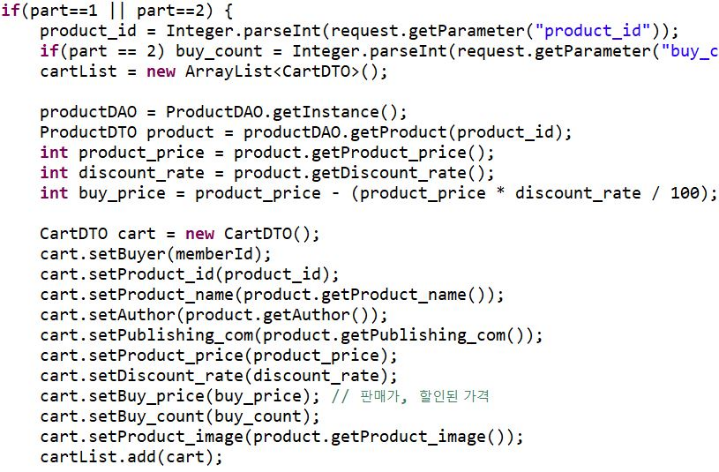 if(part==1 || part==2) {
    product_id = Integer.parseInt(request.getParameter("product_id"));
    if(part == 2) buy_count = Integer.parseInt(request.getParameter("buy_c
    cartList = new ArrayList<CartDTO>();

    productDAO = ProductDAO.getInstance();
    ProductDTO product = productDAO.getProduct(product_id);
    int product_price = product.getProduct_price();
    int discount_rate = product.getDiscount_rate();
    int buy_price = product_price - (product_price * discount_rate / 100);

    CartDTO cart = new CartDTO();
    cart.setBuyer(memberId);
    cart.setProduct_id(product_id);
    cart.setProduct_name(product.getProduct_name());
    cart.setAuthor(product.getAuthor());
    cart.setPublishing_com(product.getPublishing_com());
    cart.setProduct_price(product_price);
    cart.setDiscount_rate(discount_rate);
    cart.setBuy_price(buy_price); // 판매가, 할인된 가격
    cart.setBuy_count(buy_count);
    cart.setProduct_image(product.getProduct_image());
    cartList.add(cart);